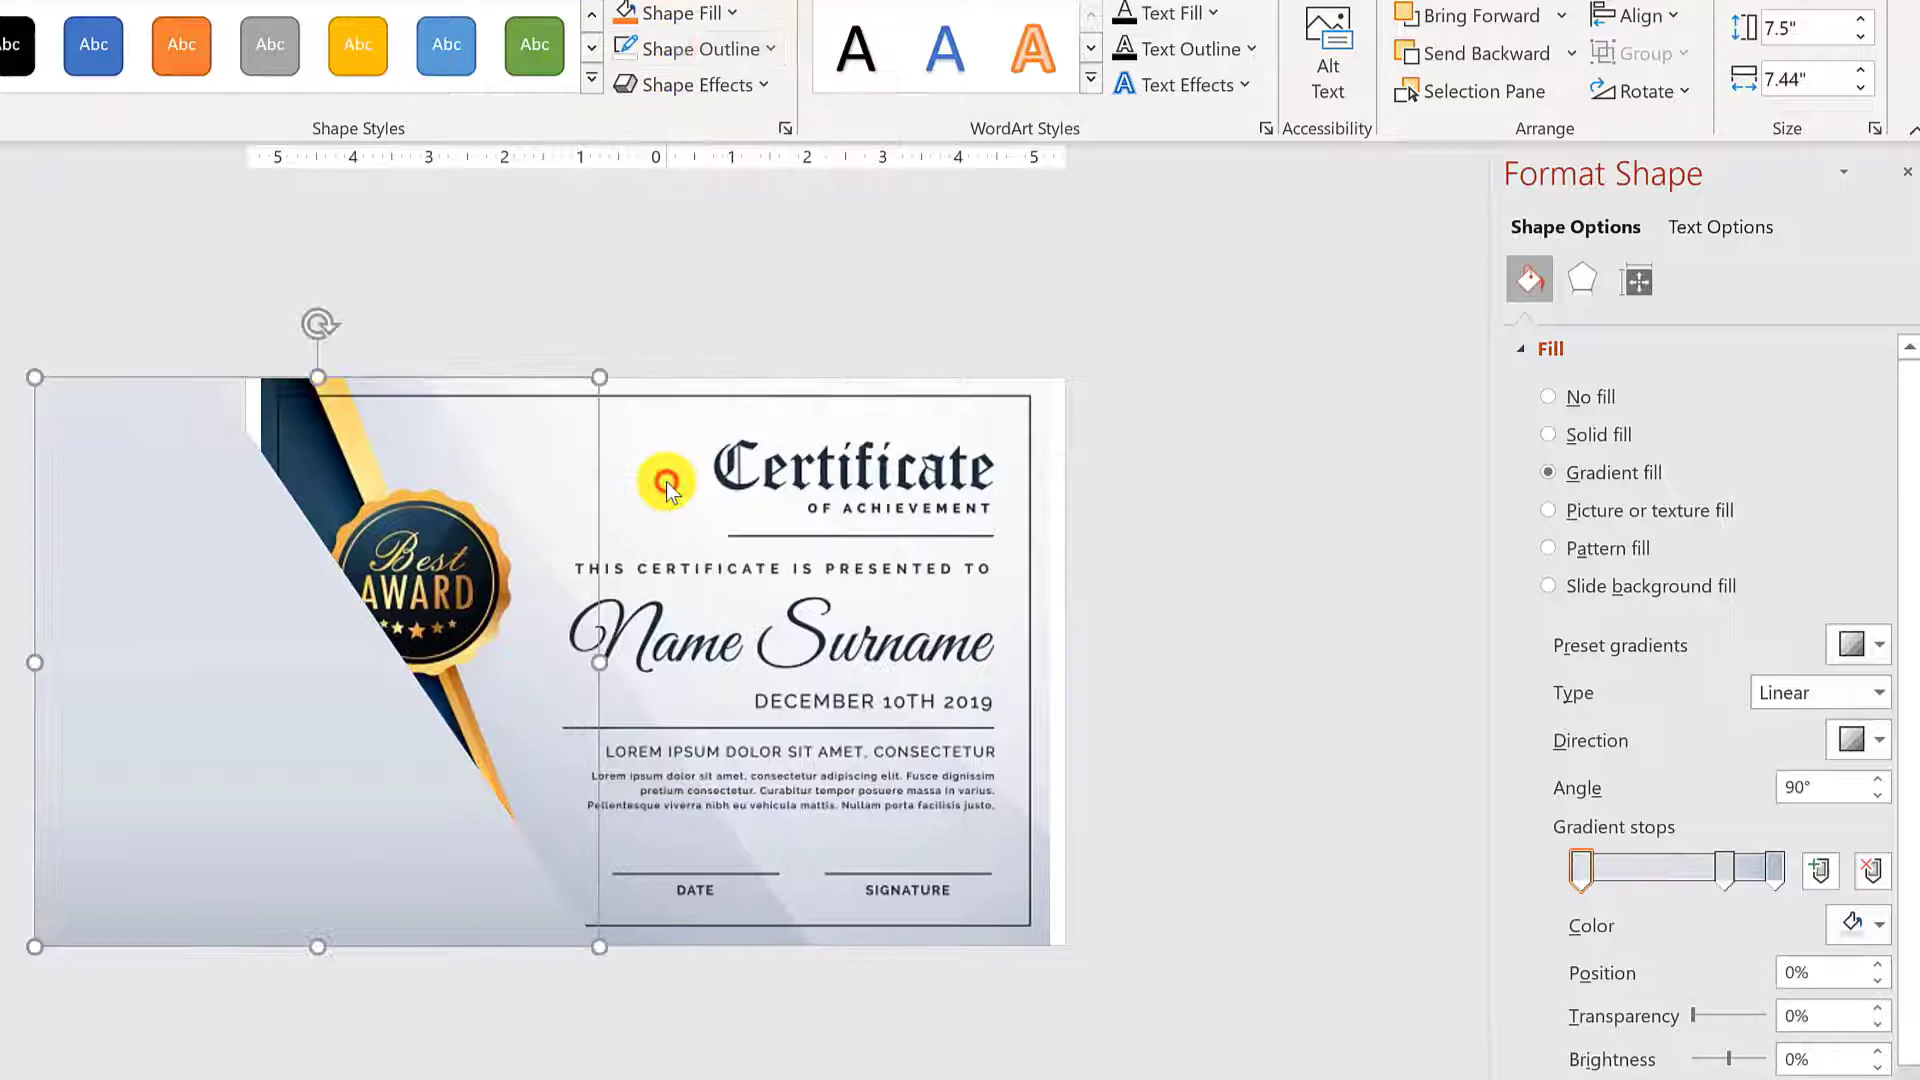 bc Abc Abc Abc Abc Abc Abc
Shape Fill
Shape Outline
Shape Effects
Shape Styles
A A A
Text Fill
Text Outline
Text Effects
WordArt Styles
Alt
Text
Accessibility
Bring Forward
Send Backward
Selection Pane
Align
Group
Rotate
Arrange
7.5"
7.44"
Size
5 4 3 2 1 0 1 2 3 4 5
Certificate
OF ACHIEVEMENT
THIS CERTIFICATE IS PRESENTED TO
Name Surname
DECEMBER 10TH 2019
LOREM IPSUM DOLOR SIT AMET, CONSECTETUR
Lorem ipsum dolor sit amet, consectetur adipiscing elit. Fusce dignissim
pretium consectetur. Curabitur tempor posuere massa in varius.
Pellentesque viverra nibh eu vehicula mattis. Nullam porta facilisis justo,
DATE SIGNATURE
Best
AWARD
Format Shape
Shape Options Text Options
Fill
No fill
Solid fill
Gradient fill
Picture or texture fill
Pattern fill
Slide background fill
Preset gradients
Type Linear
Direction
Angle 90°
Gradient stops
Color
Position 0%
Transparency 0%
Brightness 0%